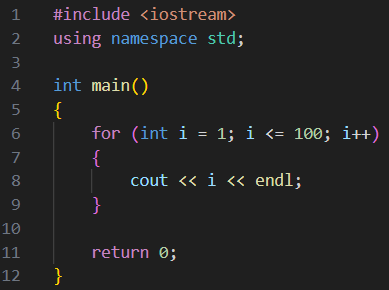 1 #include <iostream>
2 using namespace std;
3
4 int main()
5 {
6     for (int i = 1; i <= 100; i++)
7     {
8         cout << i << endl;
9     }
10
11     return 0;
12 }